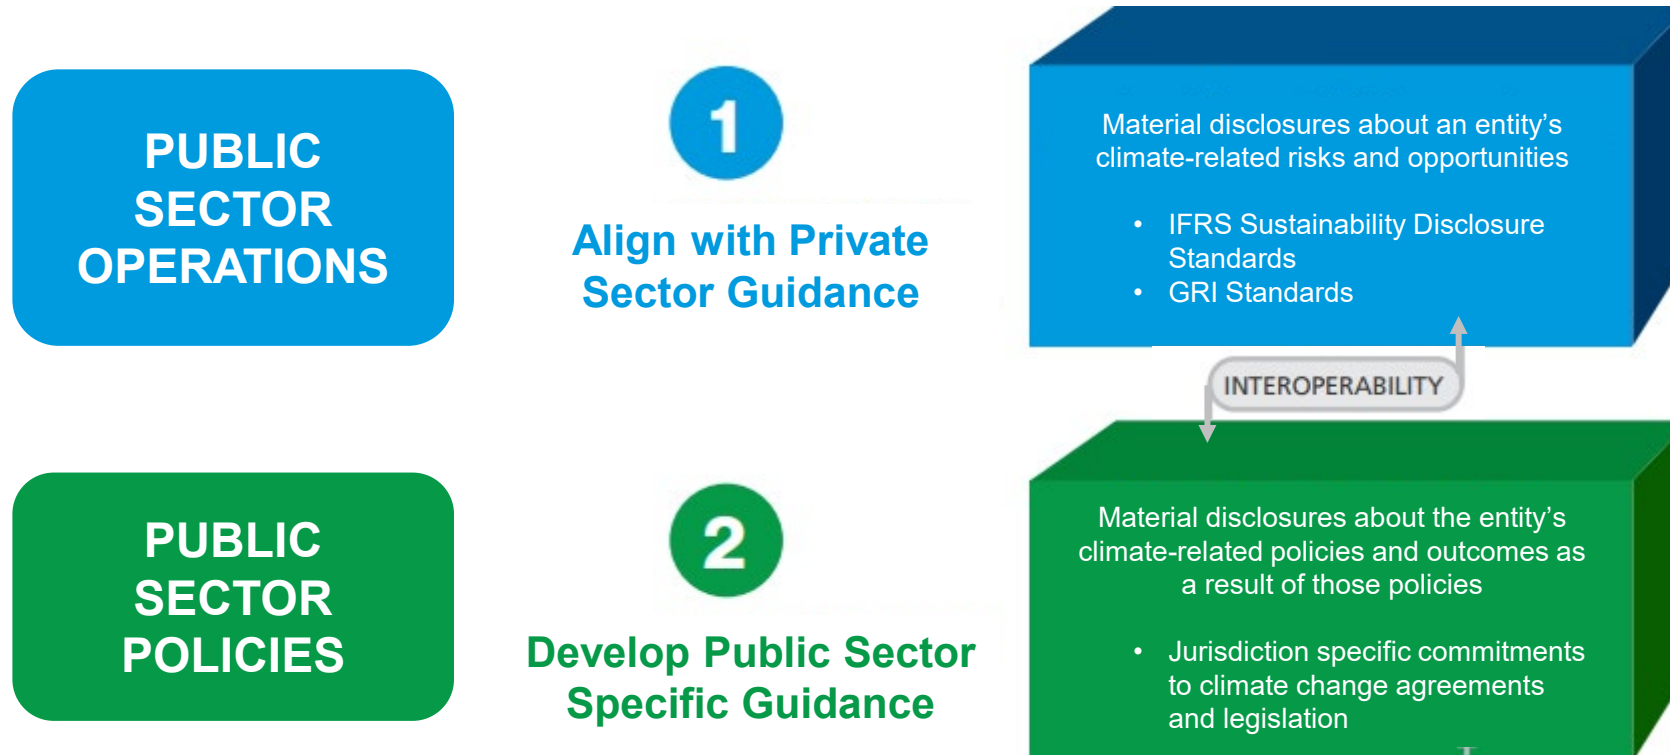 PUBLIC
SECTOR
OPERATIONS
1
Align with Private
Sector Guidance
Material disclosures about an entity’s
climate-related risks and opportunities
• IFRS Sustainability Disclosure
Standards
• GRI Standards
INTEROPERABILITY
PUBLIC
SECTOR
POLICIES
2
Develop Public Sector
Specific Guidance
Material disclosures about the entity’s
climate-related policies and outcomes as
a result of those policies
• Jurisdiction specific commitments
to climate change agreements
and legislation